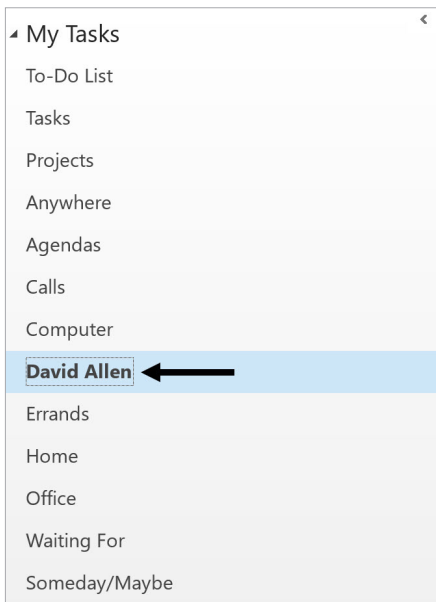 My Tasks
To-Do List
Tasks
Projects
Anywhere
Agendas
Calls
Computer
David Allen
Errands
Home
Office
Waiting For
Someday/Maybe